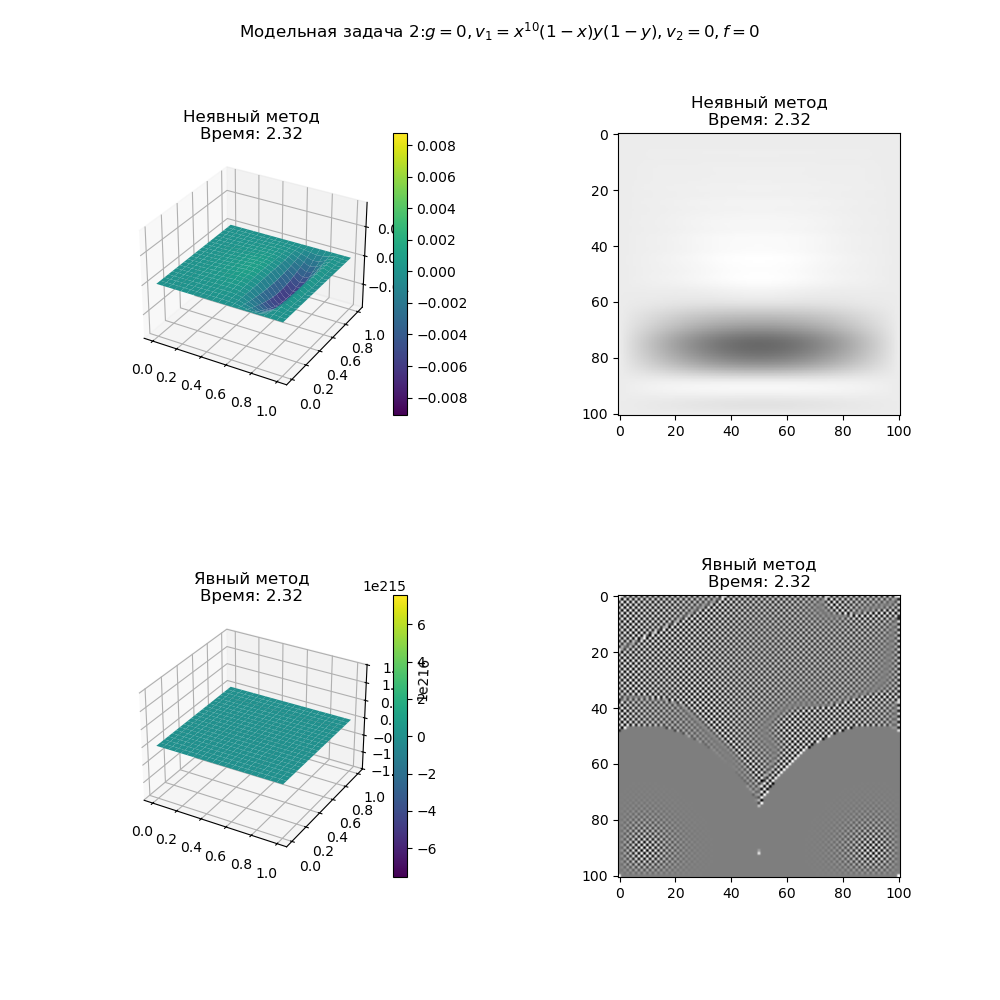 Модельная задача 2:g = 0, v₁ = x¹⁰(1 − x)y(1 − y), v₂ = 0, f = 0
Неявный метод
Время: 2.32
0.008
0.006
0.004
0.002
0.000
−0.002
−0.004
−0.006
−0.008
0.0 0.2 0.4 0.6 0.8 1.0
0.0 0.2 0.4 0.6 0.8 1.0
Неявный метод
Время: 2.32
0
20
40
60
80
100
0 20 40 60 80 100
Явный метод
Время: 2.32
1e215
6
4
2
0
−2
−4
−6
0.0 0.2 0.4 0.6 0.8 1.0
0.0 0.2 0.4 0.6 0.8 1.0
Явный метод
Время: 2.32
0
20
40
60
80
100
0 20 40 60 80 100